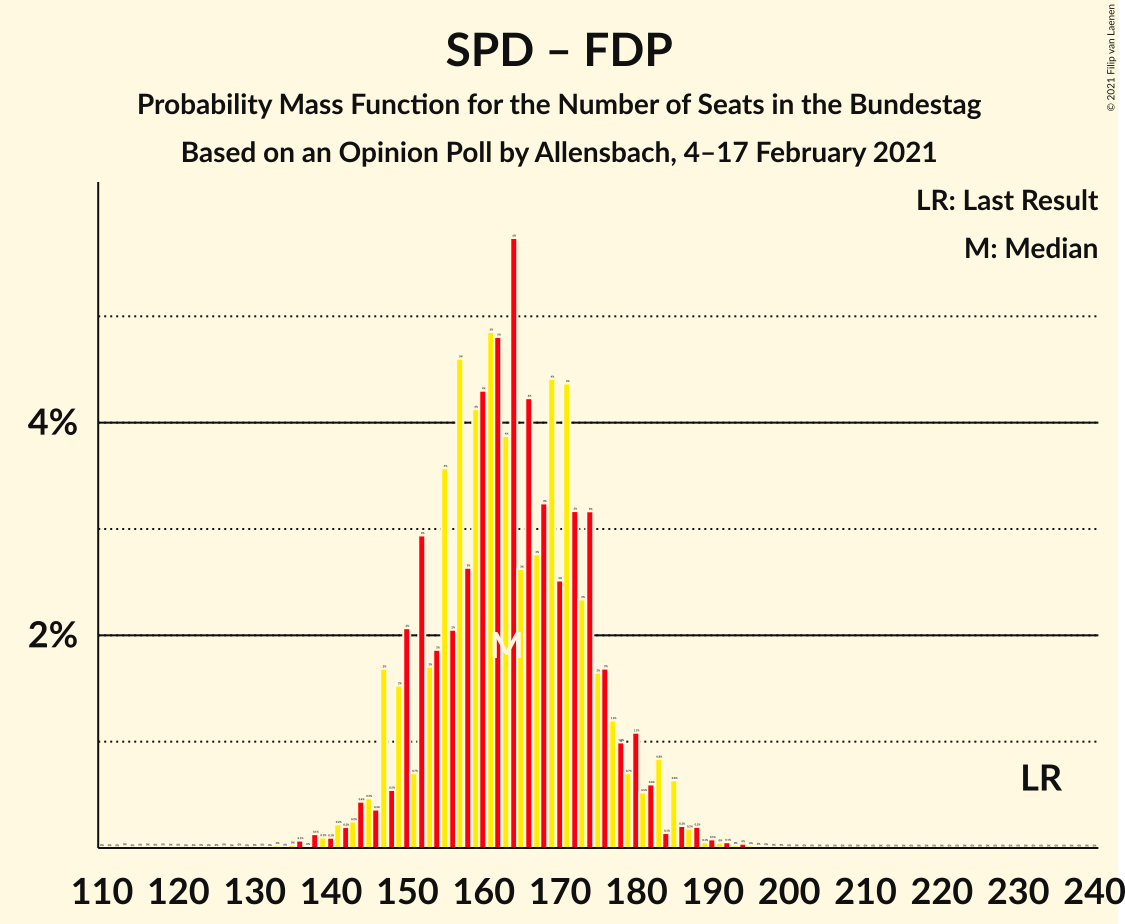 © 2021 Filip van Laenen
SPD – FDP
Probability Mass Function for the Number of Seats in the Bundestag
Based on an Opinion Poll by Allensbach, 4–17 February 2021
LR: Last Result
M: Median
4%
2%
M
LR
110 120 130 140 150 160 170 180 190 200 210 220 230 240